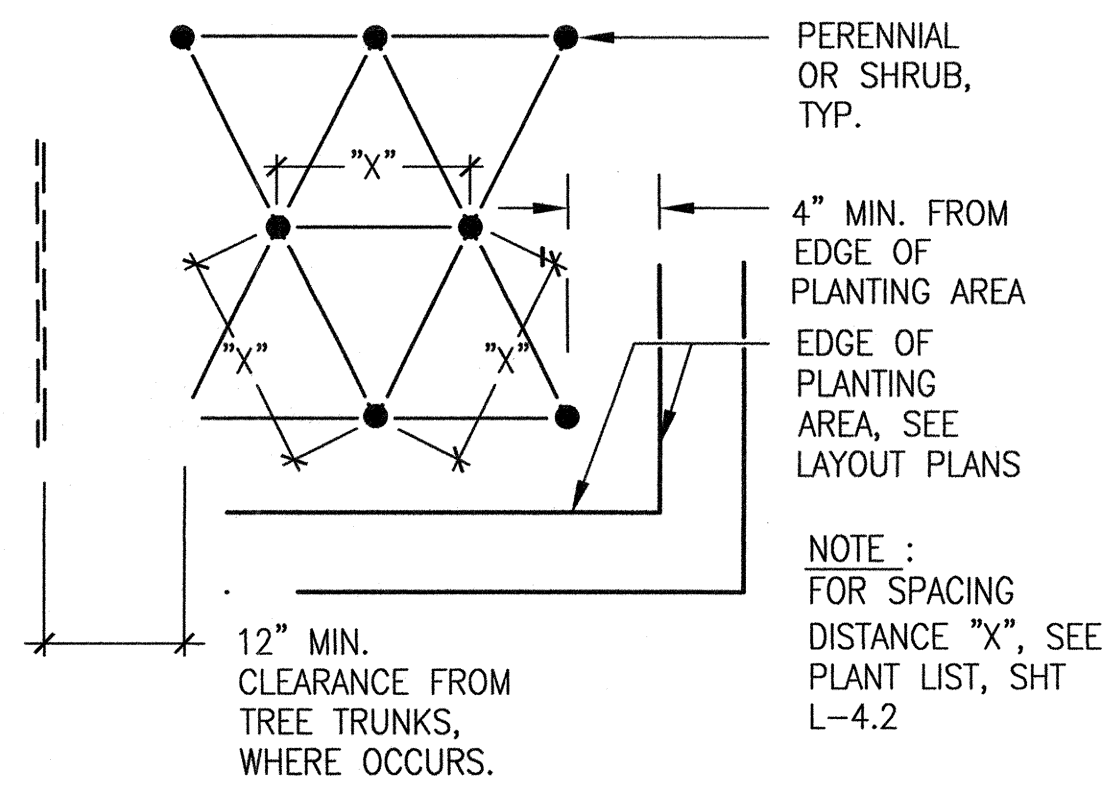 PERENNIAL
OR SHRUB,
TYP.
"X"
4" MIN. FROM
EDGE OF
PLANTING AREA
"X"
"X"
EDGE OF
PLANTING
AREA, SEE
LAYOUT PLANS
NOTE :
FOR SPACING
DISTANCE "X", SEE
PLANT LIST, SHT
L-4.2
12" MIN.
CLEARANCE FROM
TREE TRUNKS,
WHERE OCCURS.